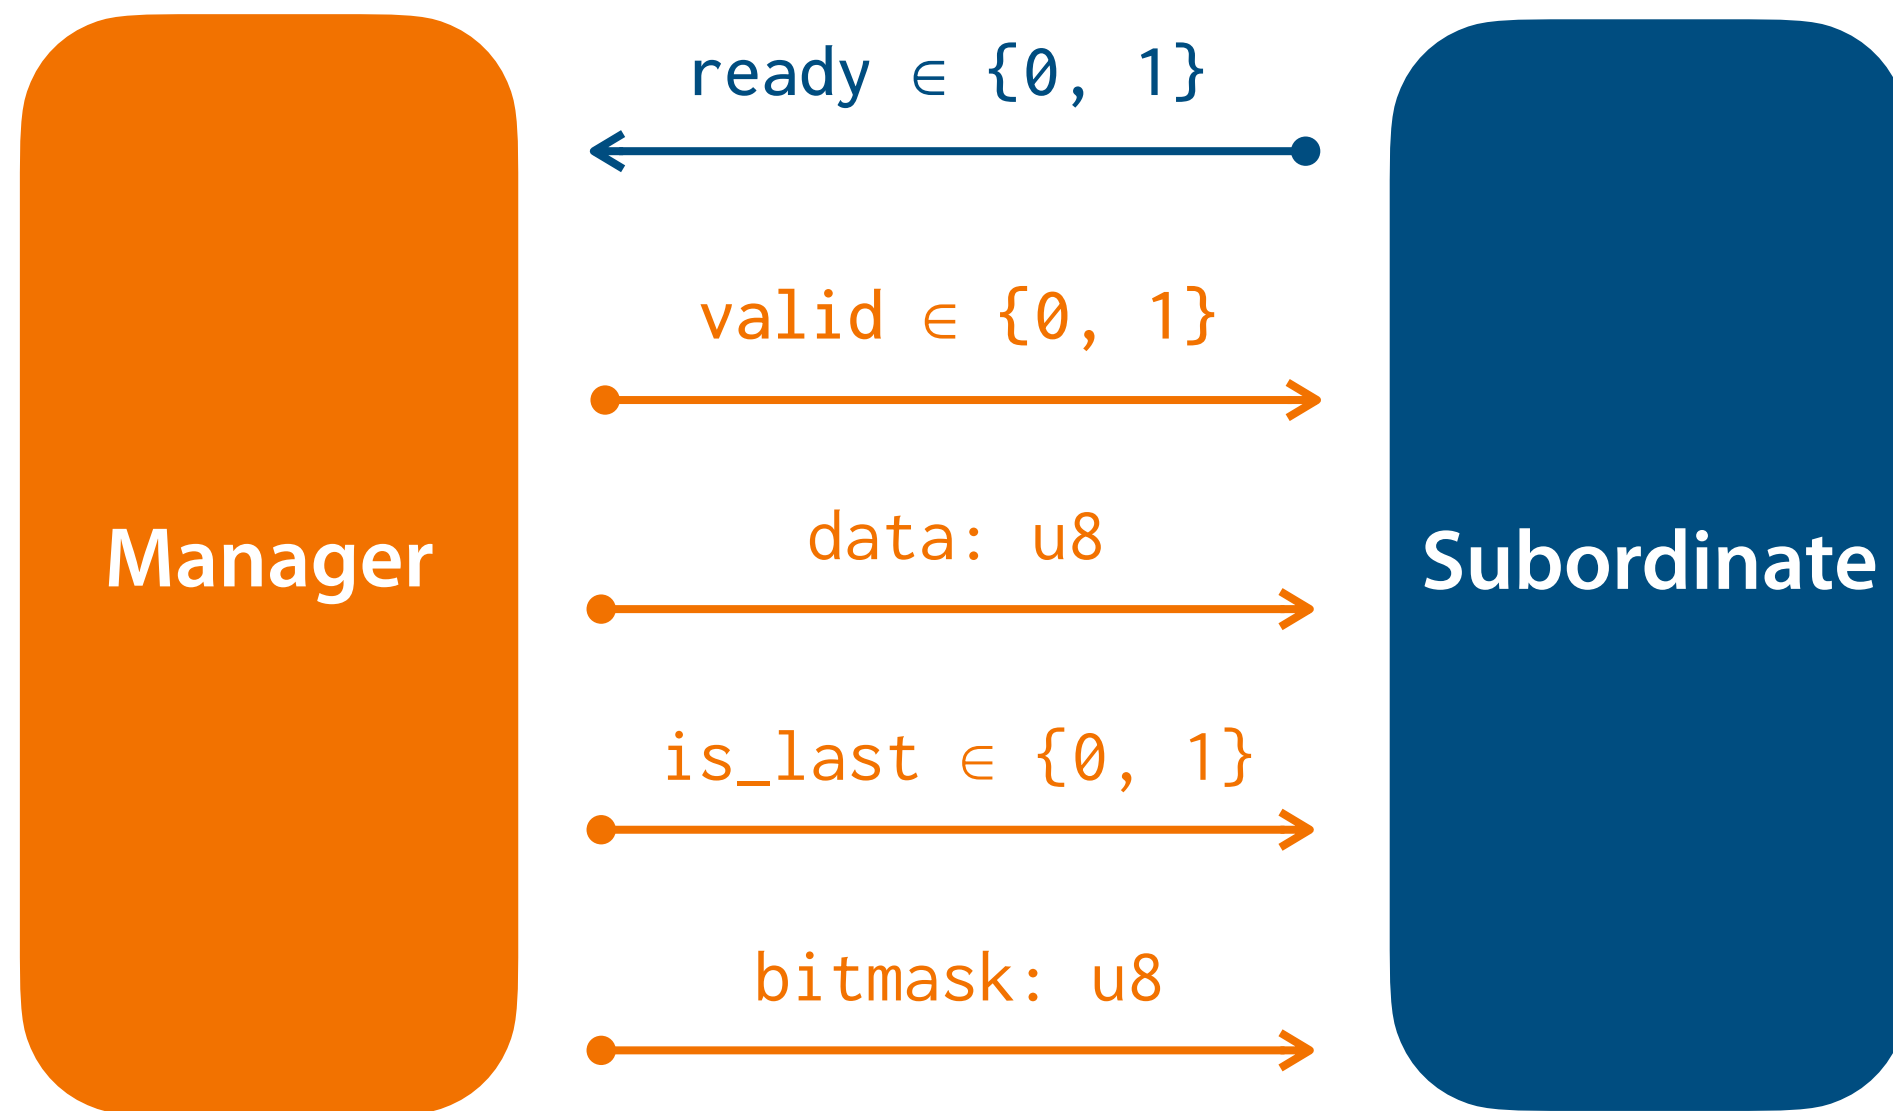 ready ∈ {0, 1}
valid ∈ {0, 1}
data: u8
Manager
Subordinate
is_last ∈ {0, 1}
bitmask: u8